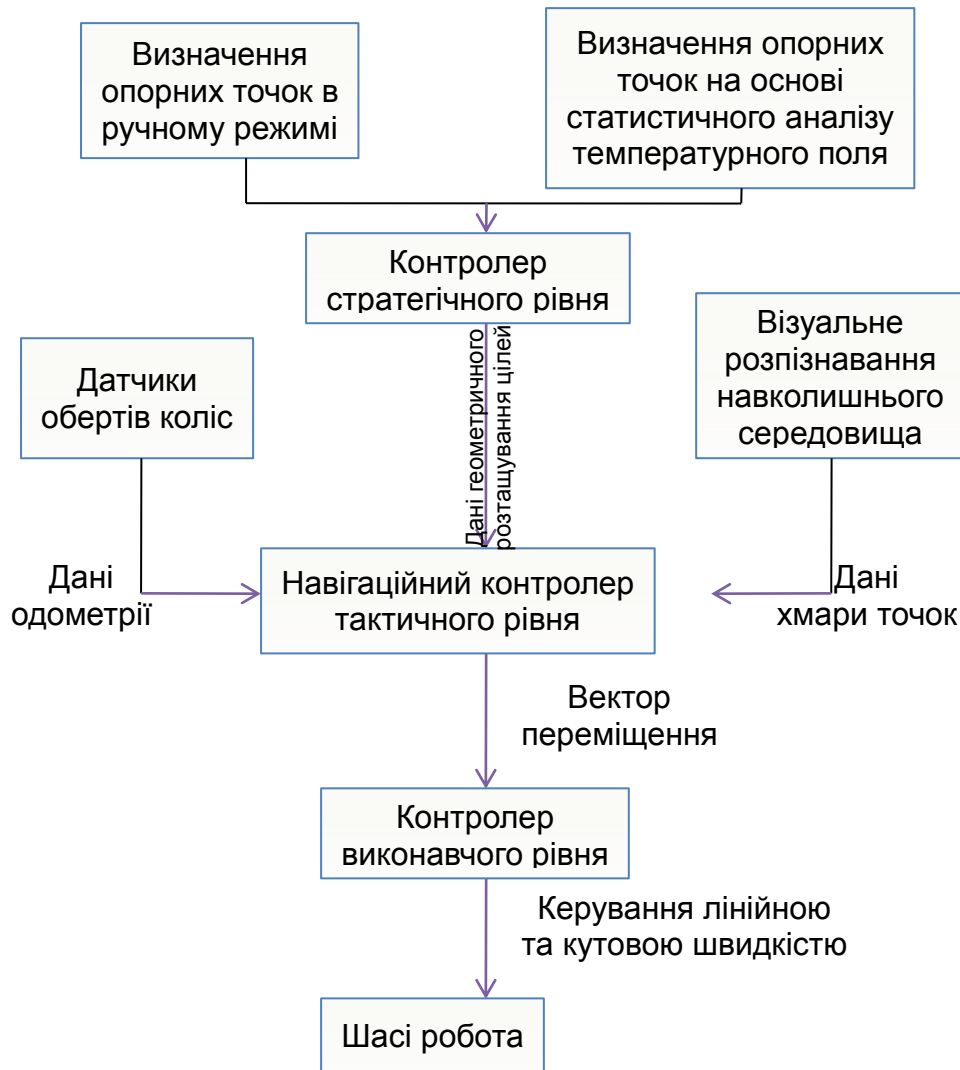 Визначення
опорних точок в
ручному режимі
Визначення опорних
точок на основі
статистичного аналізу
температурного поля
Контролер
стратегічного рівня
Датчики
обертів коліс
Дані геометричного
розтащування цілей
Візуальне
розпізнавання
навколишнього
середовища
Дані
одометрії
Навігаційний контролер
тактичного рівня
Дані
хмари точок
Вектор
переміщення
Контролер
виконавчого рівня
Керування лінійною
та кутовою швидкістю
Шасі робота